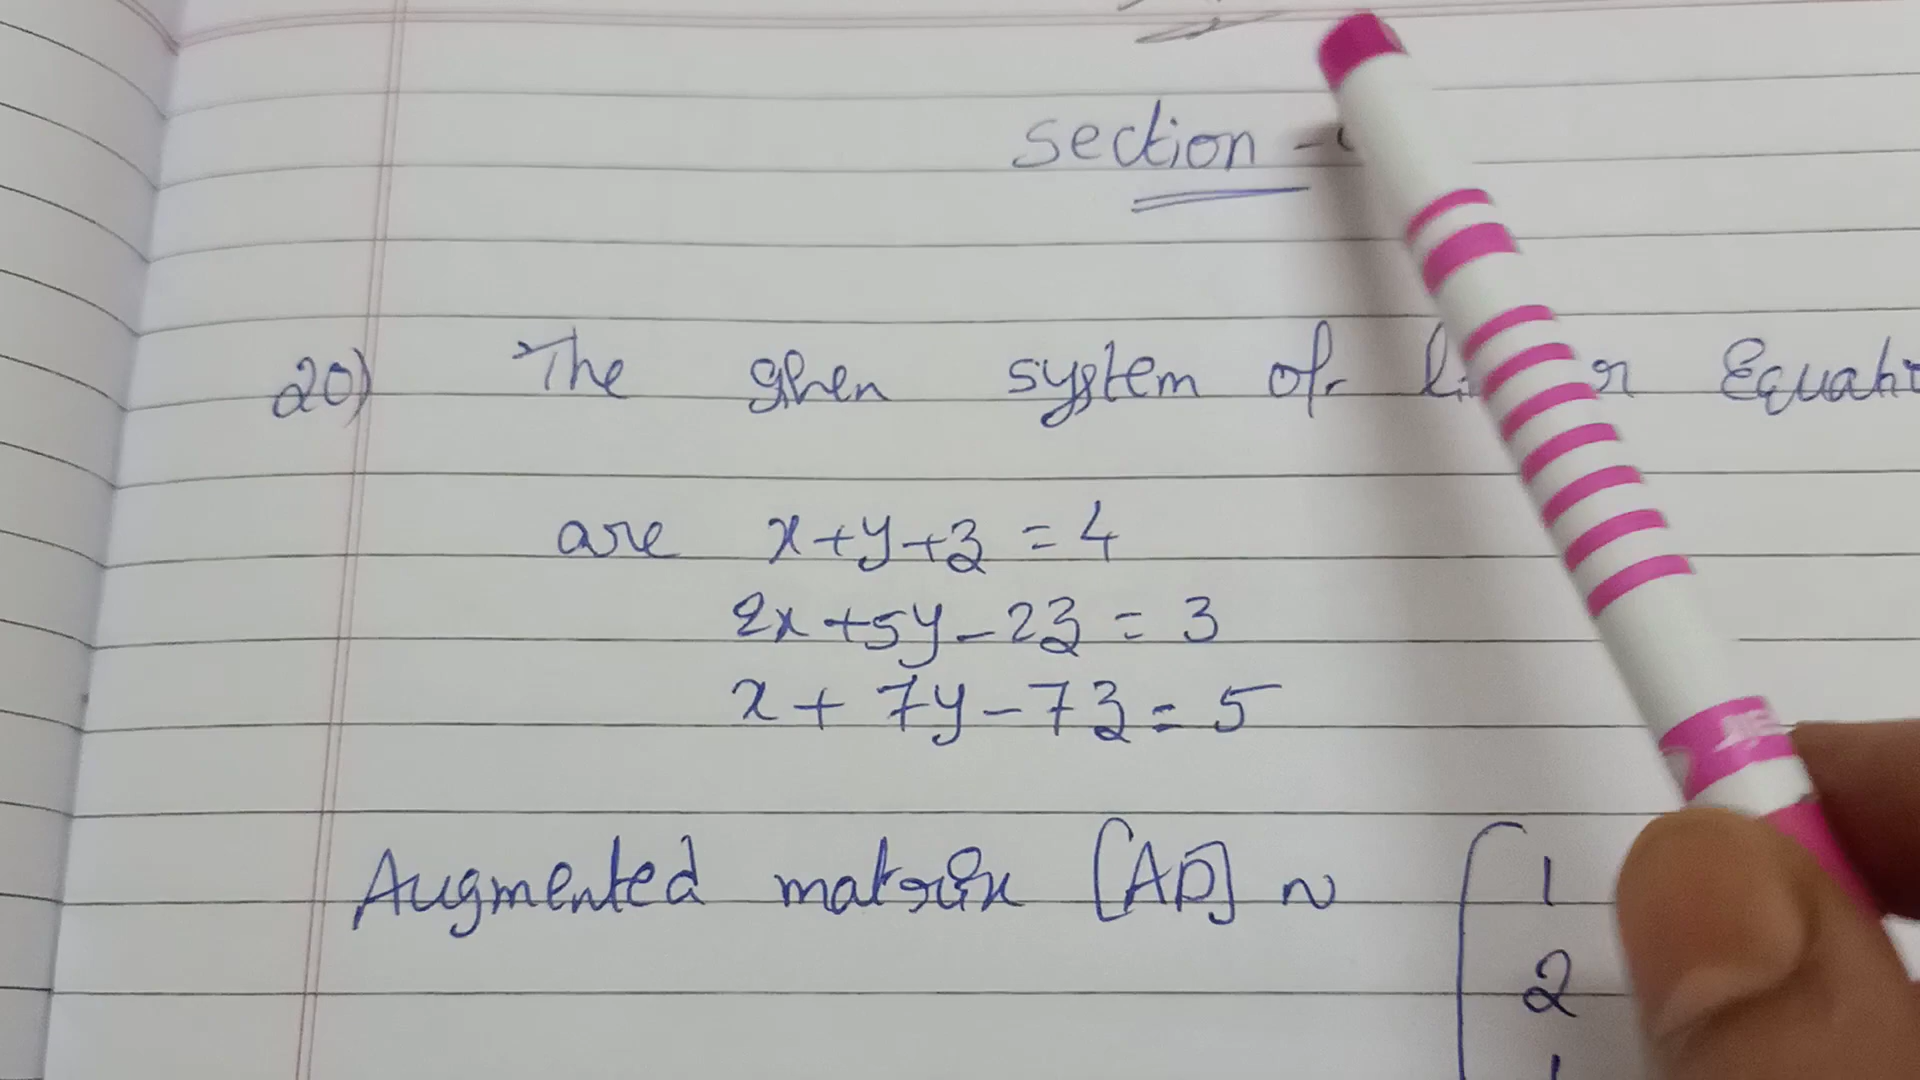 section -
20) The given system of Equati
are x+y+z = 4
2x+5y-2z = 3
x+7y-7z=5
Augmented matrix [AD] ~ [1
2
1